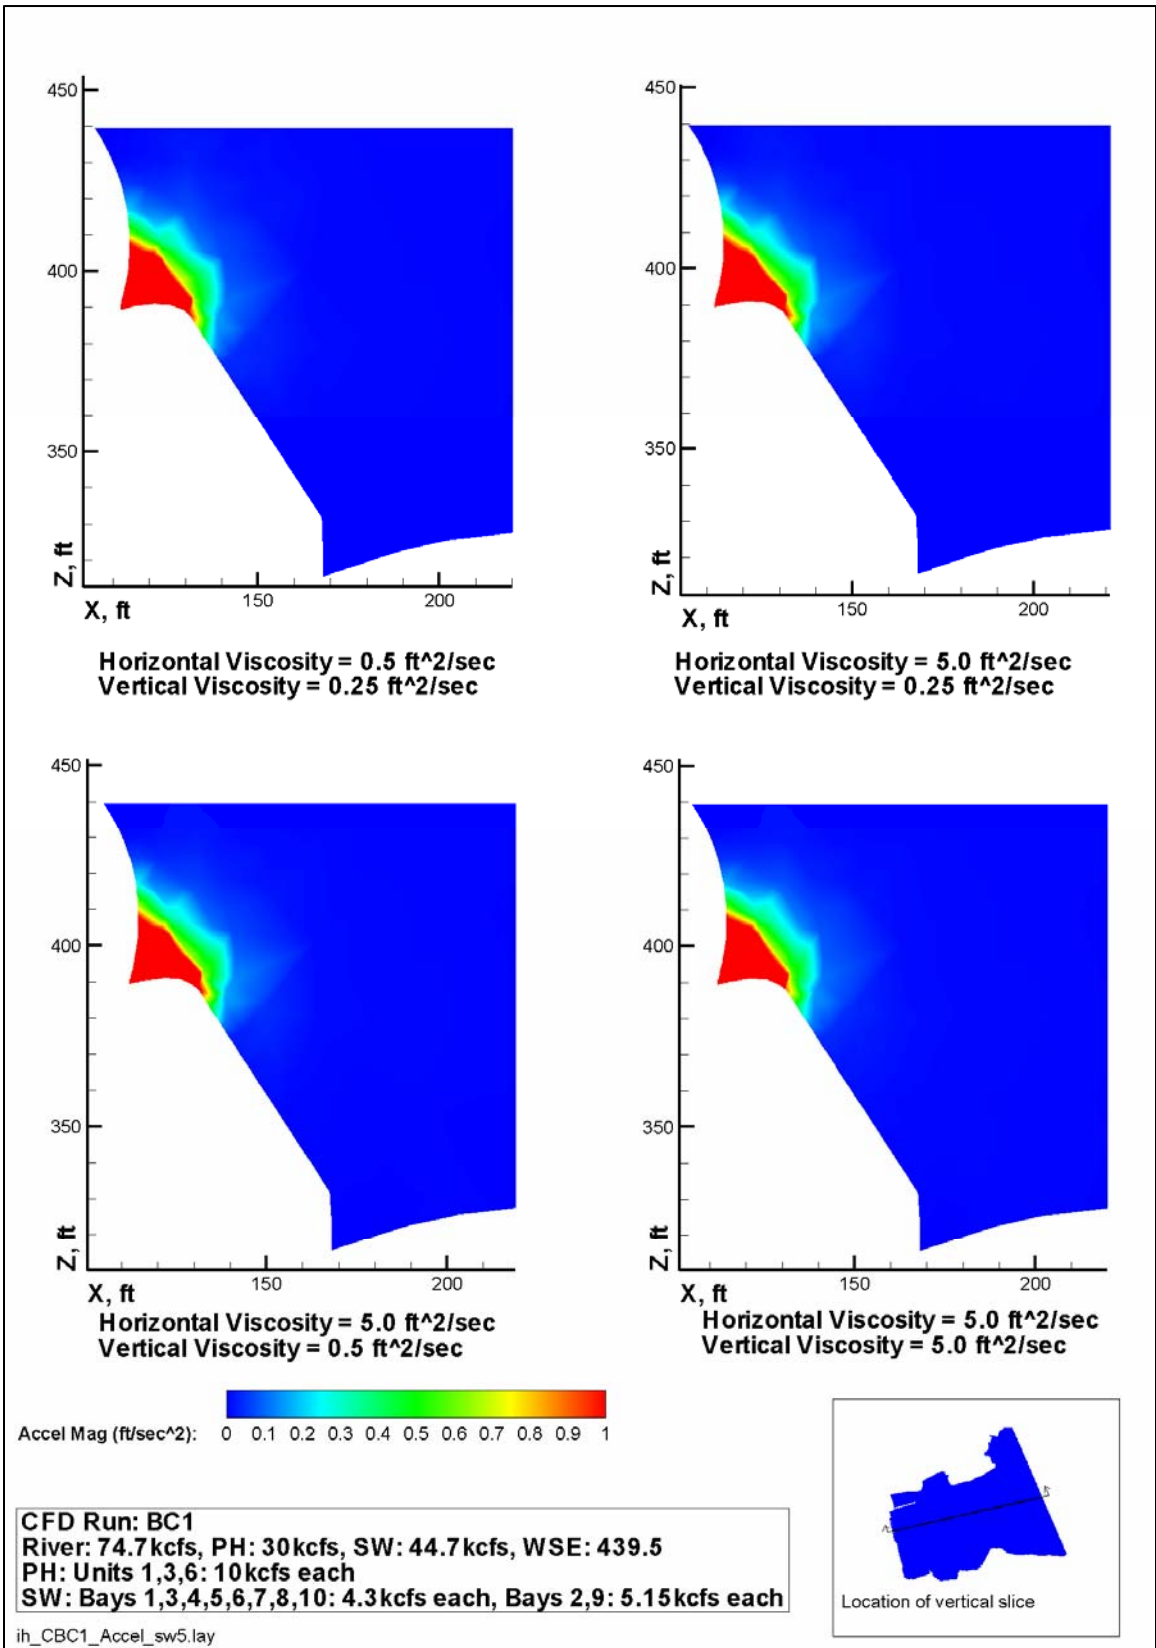 450
400
350
Z, ft
150
200
X, ft
Horizontal Viscosity = 0.5 ft^2/sec
Vertical Viscosity = 0.25 ft^2/sec
450
400
350
Z, ft
150
200
X, ft
Horizontal Viscosity = 5.0 ft^2/sec
Vertical Viscosity = 0.25 ft^2/sec
450
400
350
Z, ft
150
200
X, ft
Horizontal Viscosity = 5.0 ft^2/sec
Vertical Viscosity = 0.5 ft^2/sec
450
400
350
Z, ft
150
200
X, ft
Horizontal Viscosity = 5.0 ft^2/sec
Vertical Viscosity = 5.0 ft^2/sec
Accel Mag (ft/sec^2): 0 0.1 0.2 0.3 0.4 0.5 0.6 0.7 0.8 0.9 1
CFD Run: BC1
River: 74.7kcfs, PH: 30kcfs, SW: 44.7kcfs, WSE: 439.5
PH: Units 1,3,6: 10kcfs each
SW: Bays 1,3,4,5,6,7,8,10: 4.3kcfs each, Bays 2,9: 5.15kcfs each
Location of vertical slice
ih_CBC1_Accel_sw5.lay